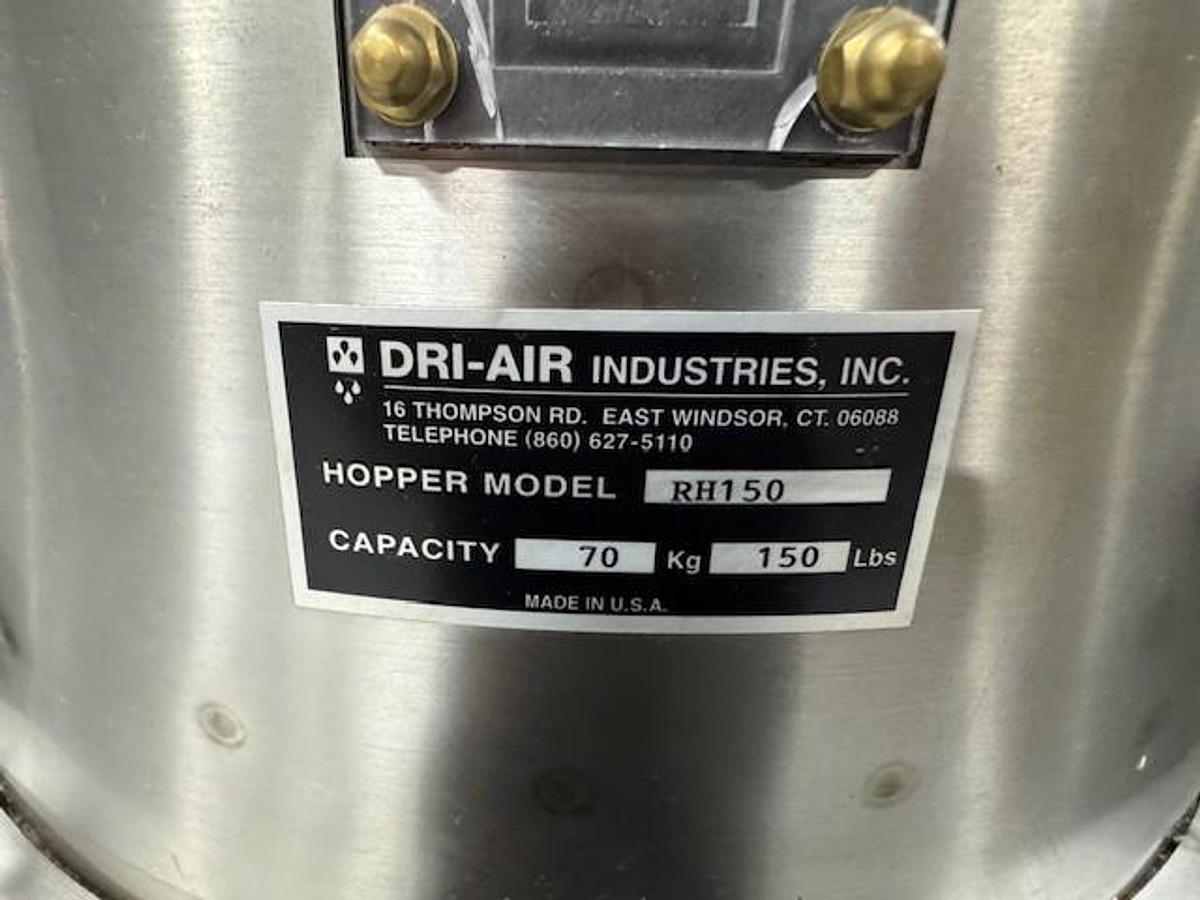 DRI-AIR INDUSTRIES, INC.
16 THOMPSON RD. EAST WINDSOR, CT. 06088
TELEPHONE (860) 627-5110
HOPPER MODEL RH150
CAPACITY 70 Kg 150 Lbs
MADE IN U.S.A.